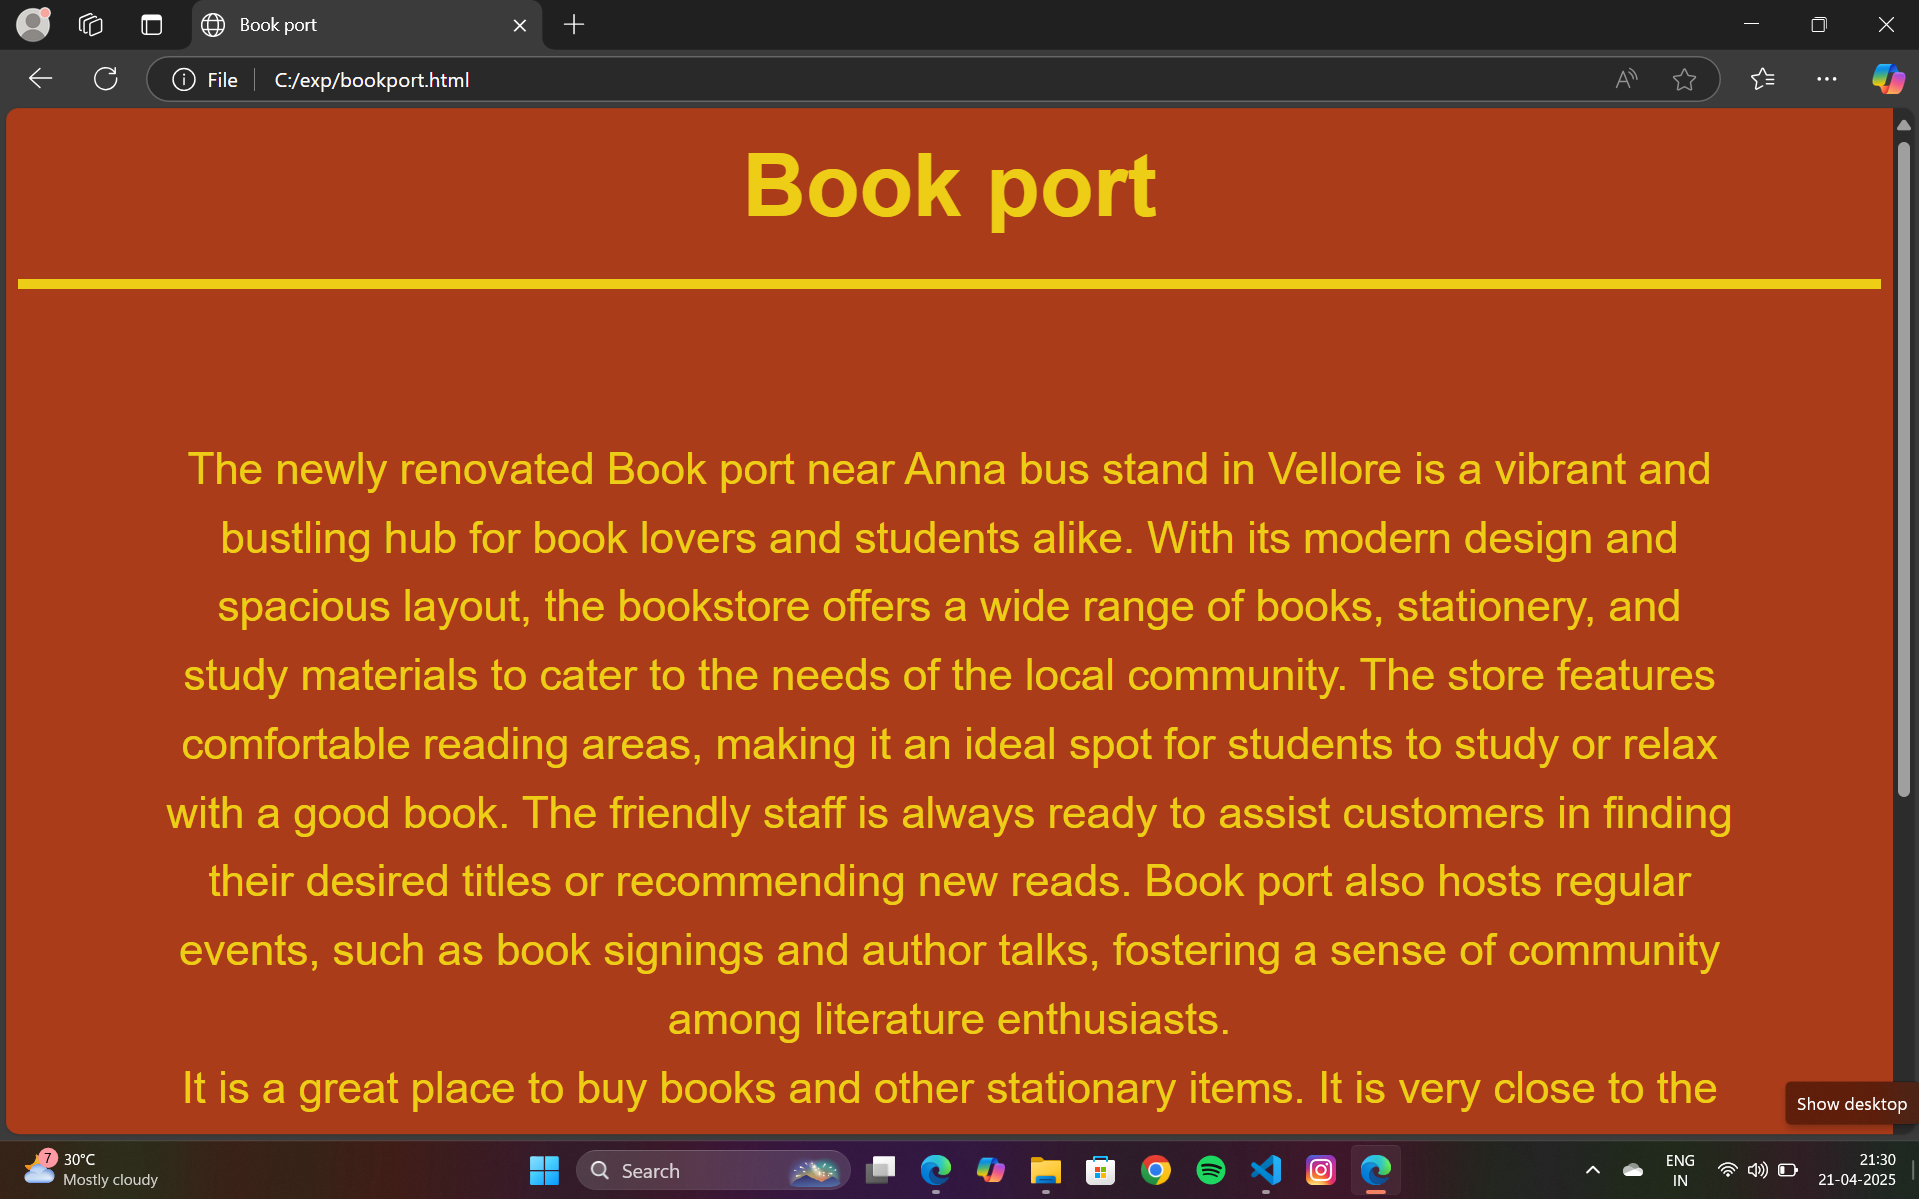 Book port
File
C:/exp/bookport.html
Book port
The newly renovated Book port near Anna bus stand in Vellore is a vibrant and
bustling hub for book lovers and students alike. With its modern design and
spacious layout, the bookstore offers a wide range of books, stationery, and
study materials to cater to the needs of the local community. The store features
comfortable reading areas, making it an ideal spot for students to study or relax
with a good book. The friendly staff is always ready to assist customers in finding
their desired titles or recommending new reads. Book port also hosts regular
events, such as book signings and author talks, fostering a sense of community
among literature enthusiasts.
It is a great place to buy books and other stationary items. It is very close to the
Show desktop
7
30°C
Mostly cloudy
Search
ENG
IN
21:30
21-04-2025